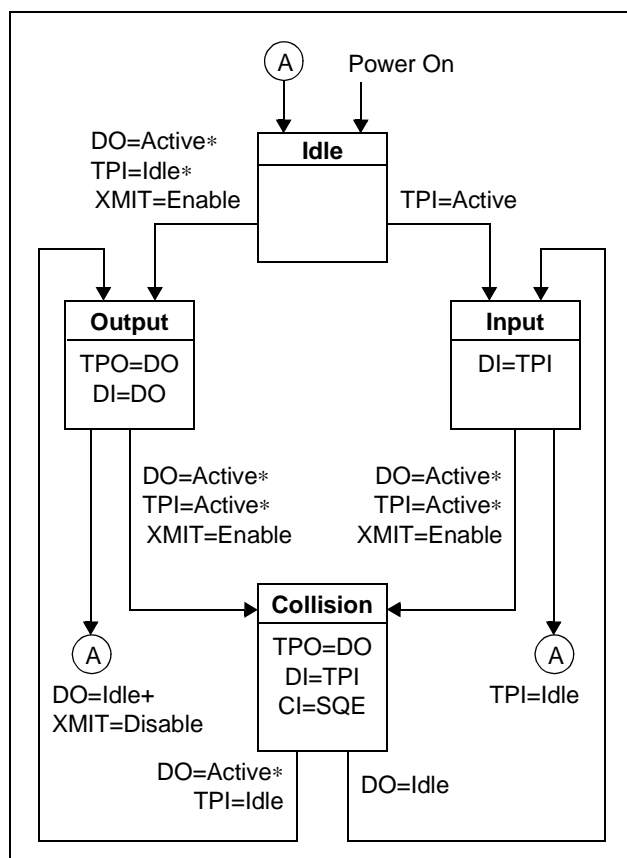 A
Power On
DO=Active*
TPI=Idle*
XMIT=Enable
Idle
TPI=Active
Output
TPO=DO
DI=DO
Input
DI=TPI
DO=Active*
TPI=Active*
XMIT=Enable
DO=Active*
TPI=Active*
XMIT=Enable
Collision
TPO=DO
DI=TPI
CI=SQE
A
DO=Idle+
XMIT=Disable
A
TPI=Idle
DO=Active*
TPI=Idle
DO=Idle